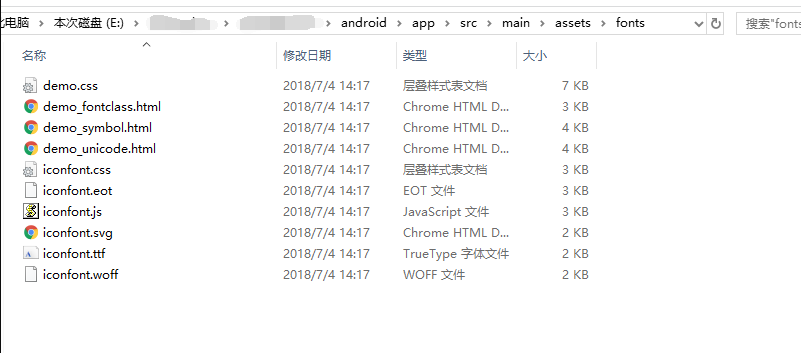 此电脑 > 本次磁盘 (E:) > > > android > app > src > main > assets > fonts 搜索"fonts
名称 修改日期 类型 大小
demo.css 2018/7/4 14:17 层叠样式表文档 7 KB
demo_fontclass.html 2018/7/4 14:17 Chrome HTML D... 3 KB
demo_symbol.html 2018/7/4 14:17 Chrome HTML D... 4 KB
demo_unicode.html 2018/7/4 14:17 Chrome HTML D... 4 KB
iconfont.css 2018/7/4 14:17 层叠样式表文档 3 KB
iconfont.eot 2018/7/4 14:17 EOT 文件 3 KB
iconfont.js 2018/7/4 14:17 JavaScript 文件 3 KB
iconfont.svg 2018/7/4 14:17 Chrome HTML D... 2 KB
iconfont.ttf 2018/7/4 14:17 TrueType 字体文件 2 KB
iconfont.woff 2018/7/4 14:17 WOFF 文件 2 KB